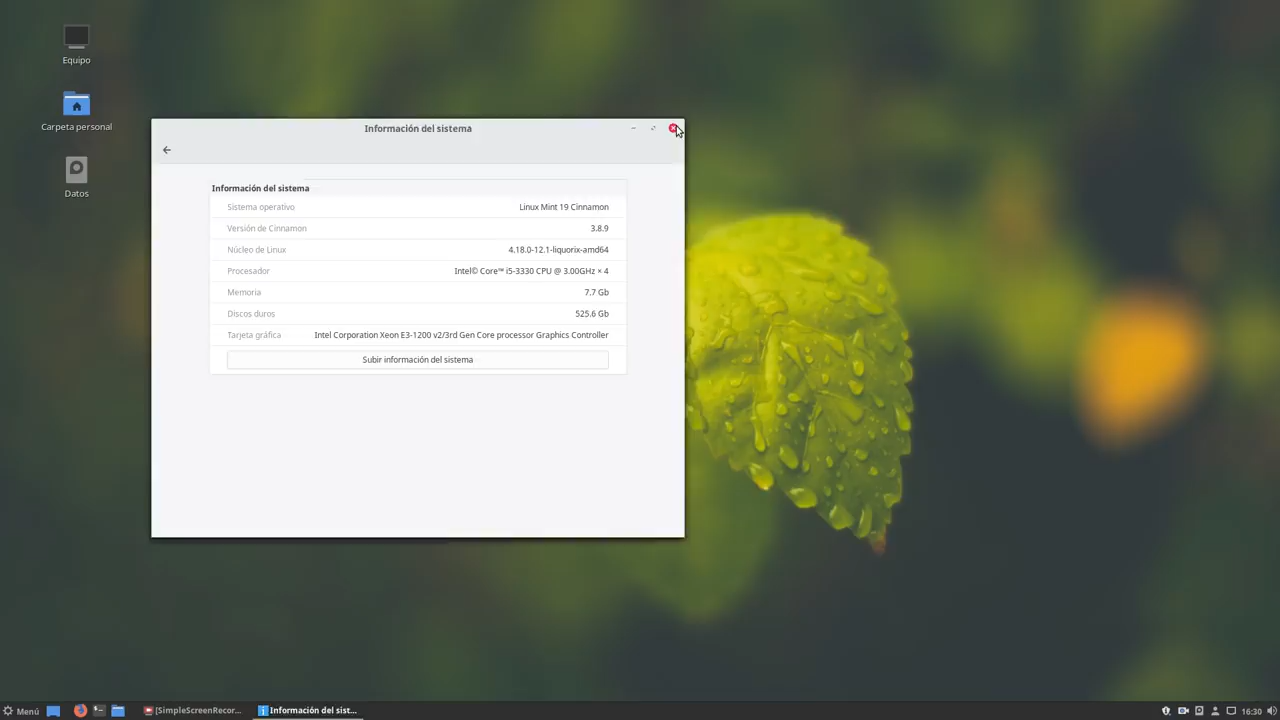 Equipo
Carpeta personal
Datos
Información del sistema
Información del sistema
Sistema operativo Linux Mint 19 Cinnamon
Versión de Cinnamon 3.8.9
Núcleo de Linux 4.18.0-12.1-liquorix-amd64
Procesador Intel© Core™ i5-3330 CPU @ 3.00GHz × 4
Memoria 7.7 Gb
Discos duros 525.6 Gb
Tarjeta gráfica Intel Corporation Xeon E3-1200 v2/3rd Gen Core processor Graphics Controller
Subir información del sistema
Menú [SimpleScreenRecor... Información del sist... 16:30